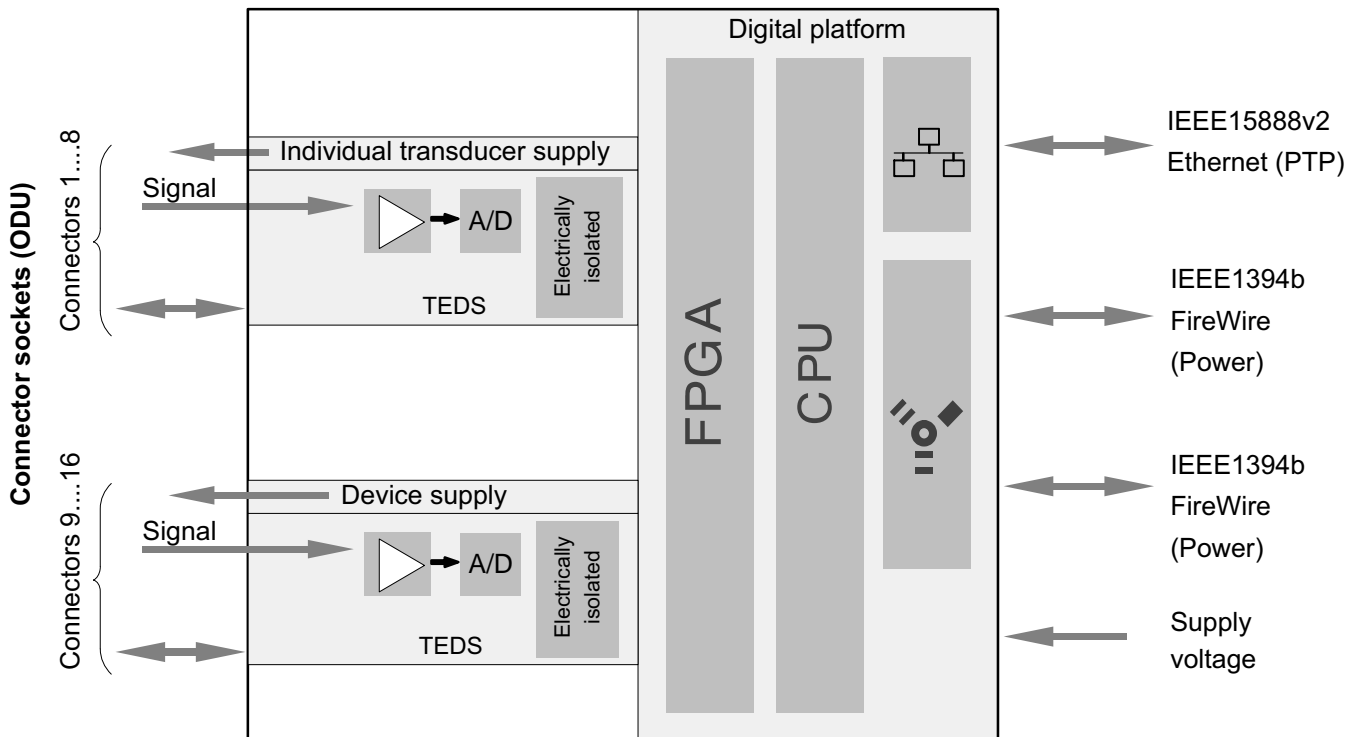 Digital platform
Connector sockets (ODU)
Connectors 1....8
Individual transducer supply
Signal
A/D
Electrically
isolated
TEDS
Connectors 9....16
Device supply
Signal
A/D
Electrically
isolated
TEDS
FPGA
CPU
IEEE15888v2
Ethernet (PTP)
IEEE1394b
FireWire
(Power)
IEEE1394b
FireWire
(Power)
Supply
voltage